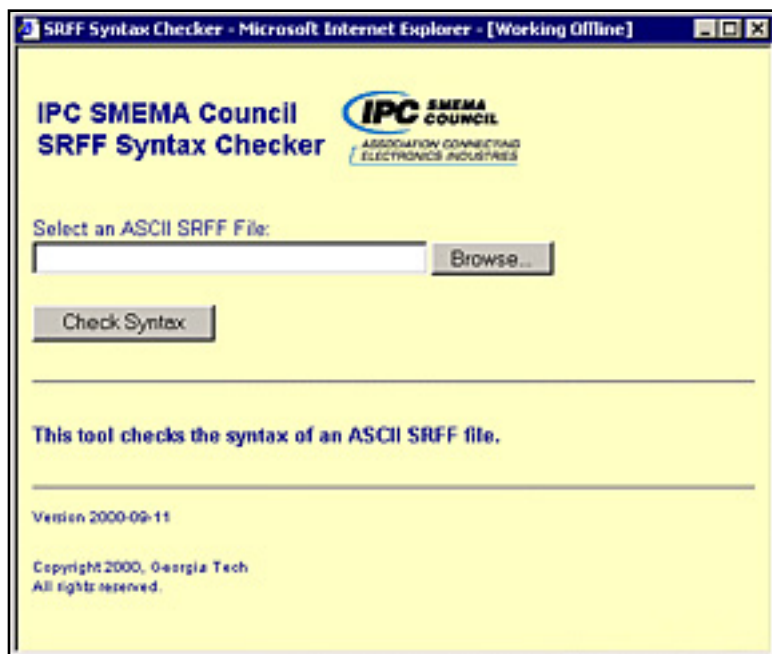 SRFF Syntax Checker - Microsoft Internet Explorer - [Working Offline]
IPC SMEMA Council
SRFF Syntax Checker
IPC SMEMA COUNCIL
ASSOCIATION CONNECTING
ELECTRONICS INDUSTRIES
Select an ASCII SRFF File:
Browse...
Check Syntax
This tool checks the syntax of an ASCII SRFF file.
Version 2000-09-11
Copyright 2000, Georgia Tech
All rights reserved.